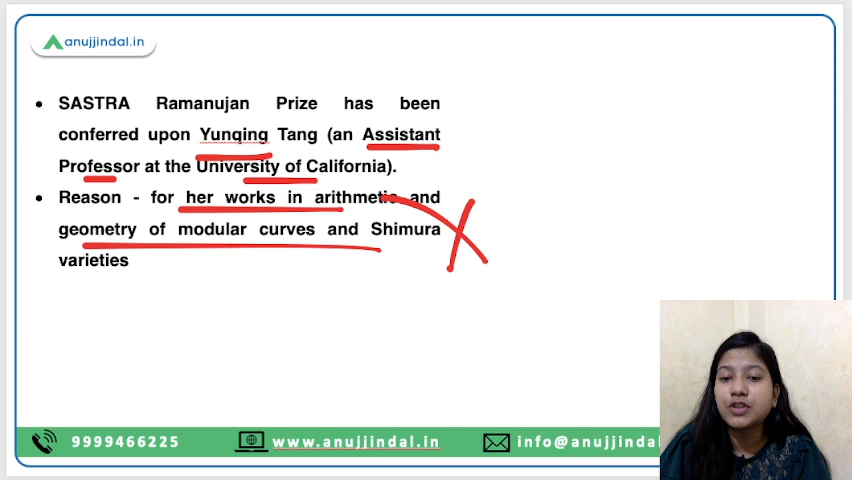 anujjindal.in
• SASTRA Ramanujan Prize has been
conferred upon Yunqing Tang (an Assistant
Professor at the University of California).
• Reason - for her works in arithmetic and
geometry of modular curves and Shimura
varieties
9999466225 www.anujjindal.in info@anujjindal